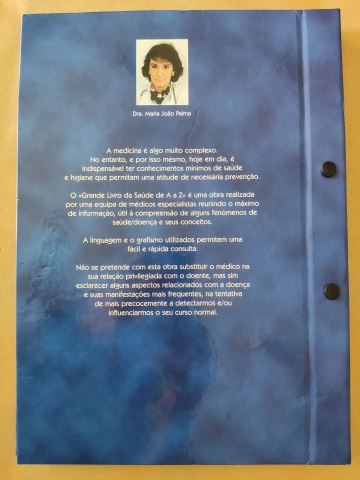 Dra. Maria João Palma
A medicina é algo muito complexo.
No entanto, e por isso mesmo, hoje em dia, é
indispensável ter conhecimentos mínimos de saúde
e higiene que permitam uma atitude de necessária prevenção.
O «Grande Livro da Saúde de A a Z» é uma obra realizada
por uma equipa de médicos especialistas reunindo o máximo
de informação, útil à compreensão de alguns fenómenos de
saúde/doença e seus conceitos.
A linguagem e o grafismo utilizados permitem uma
fácil e rápida consulta.
Não se pretende com esta obra substituir o médico na
sua relação privilegiada com o doente, mas sim
esclarecer alguns aspectos relacionados com a doença
e suas manifestações mais frequentes, na tentativa
de mais precocemente a detectarmos e/ou
influenciarmos o seu curso normal.